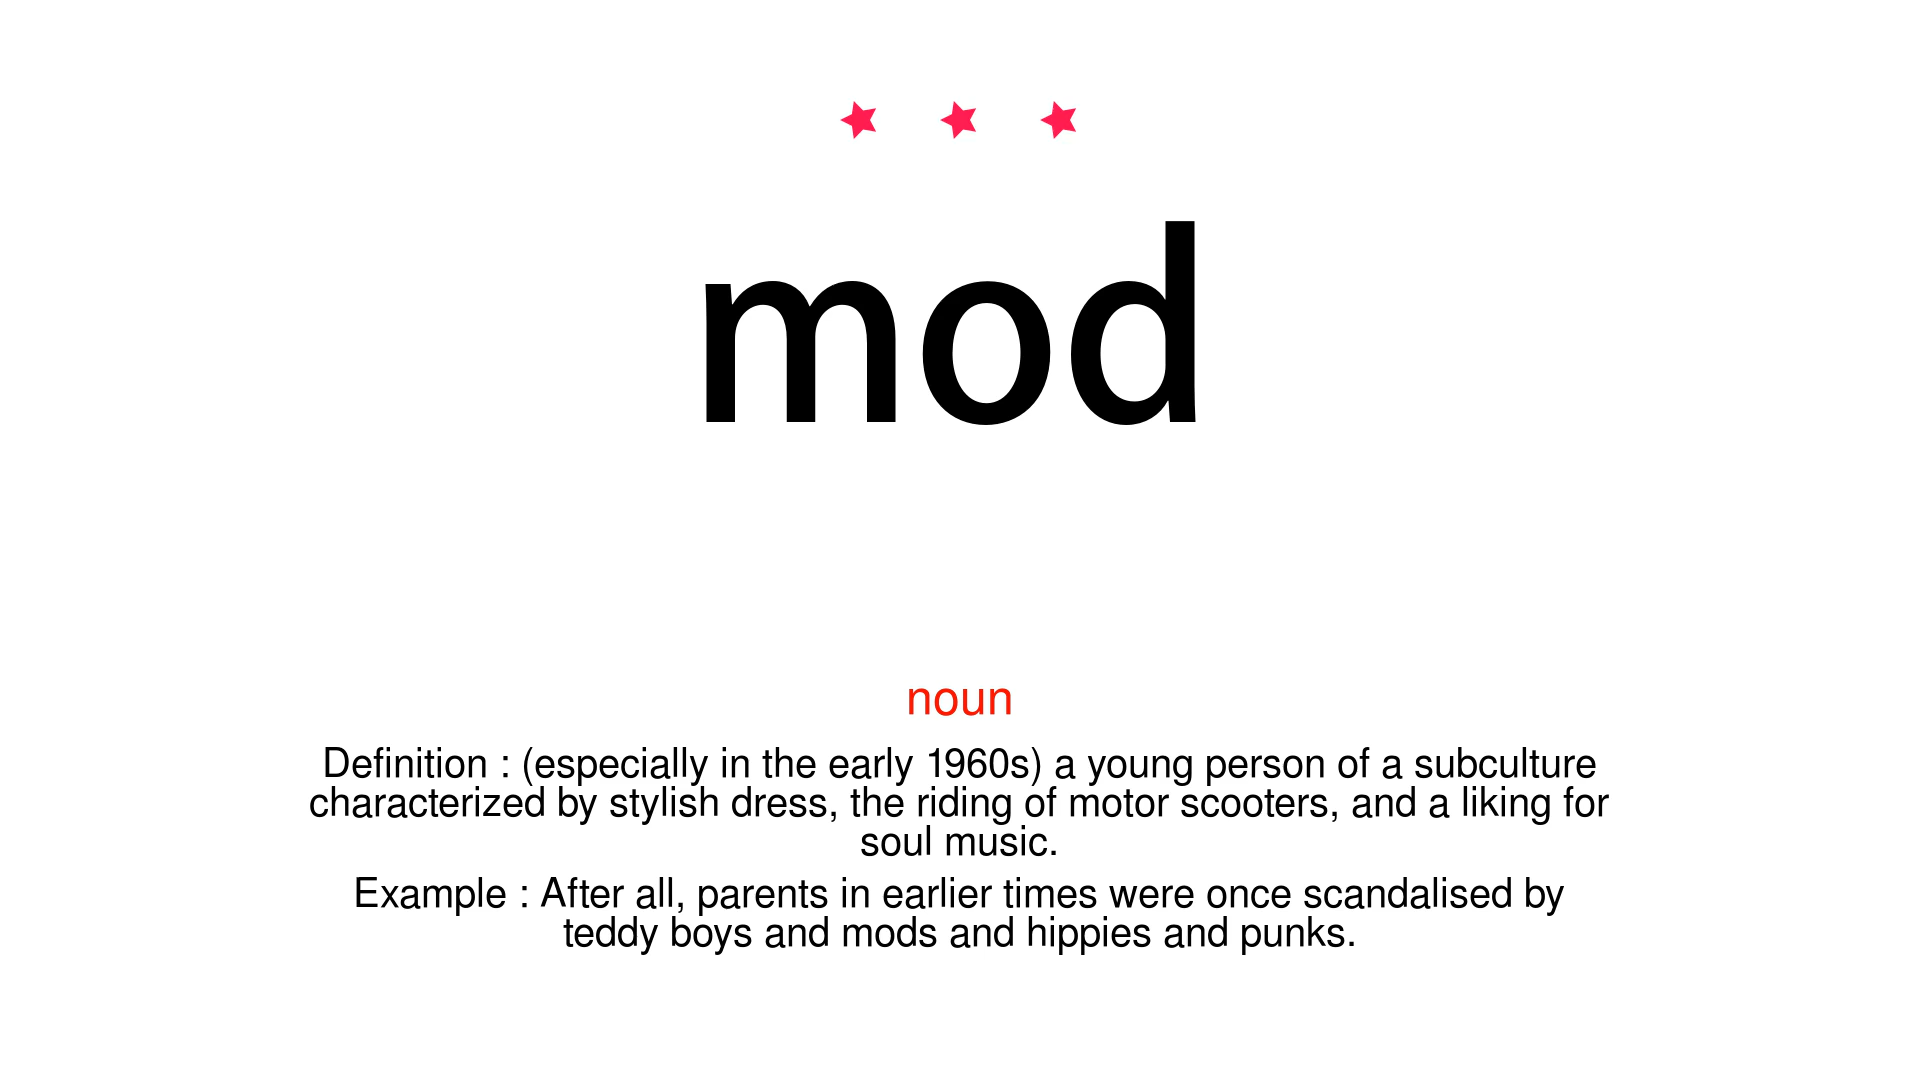 mod
noun
Definition : (especially in the early 1960s) a young person of a subculture
characterized by stylish dress, the riding of motor scooters, and a liking for
soul music.
Example : After all, parents in earlier times were once scandalised by
teddy boys and mods and hippies and punks.